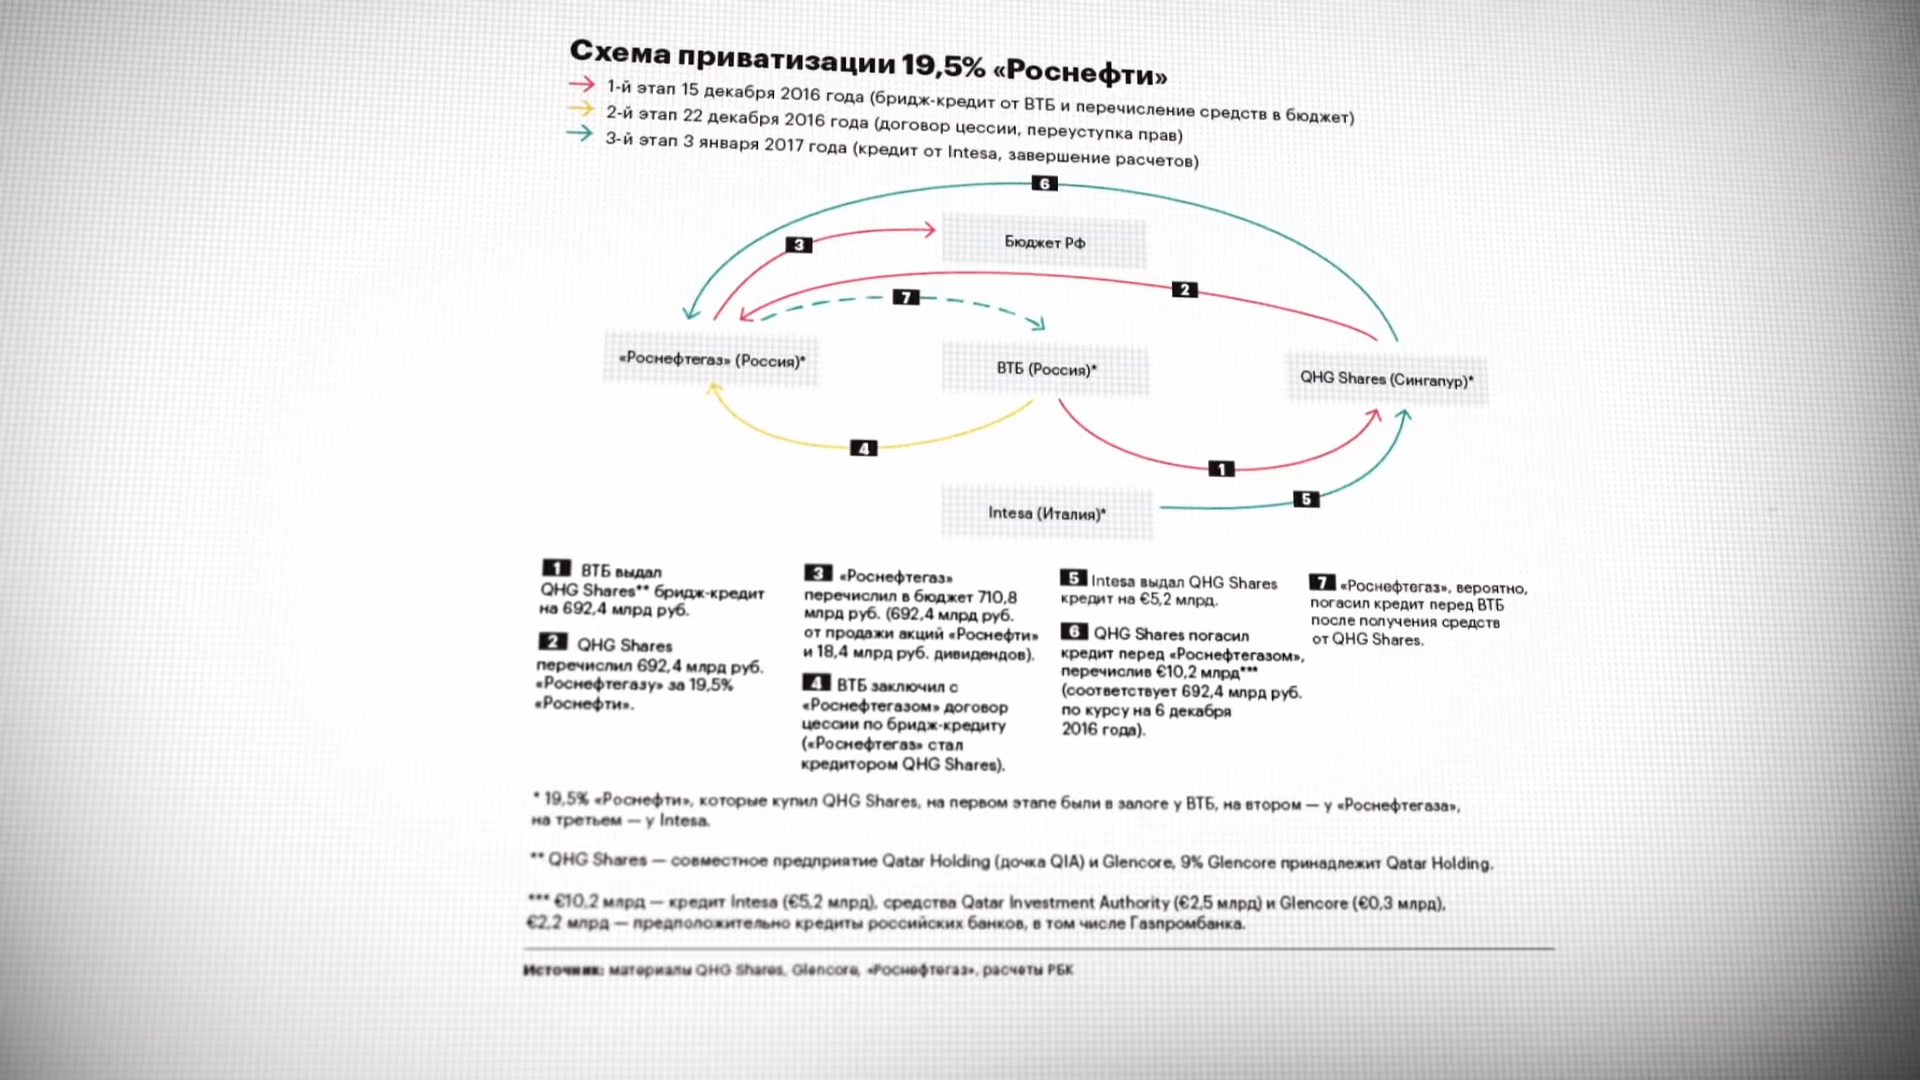 Схема приватизации 19,5% «Роснефти»
1-й этап 15 декабря 2016 года (бридж-кредит от ВТБ и перечисление средств в бюджет)
2-й этап 22 декабря 2016 года (договор цессии, переуступка прав)
3-й этап 3 января 2017 года (кредит от Intesa, завершение расчетов)
6
3
Бюджет РФ
2
7
«Роснефтегаз» (Россия)*
ВТБ (Россия)*
QHG Shares (Сингапур)*
4
1
5
Intesa (Италия)*
1 ВТБ выдал
QHG Shares** бридж-кредит
на 692,4 млрд руб.
2 QHG Shares
перечислил 692,4 млрд руб.
«Роснефтегазу» за 19,5%
«Роснефти».
3 «Роснефтегаз»
перечислил в бюджет 710,8
млрд руб. (692,4 млрд руб.
от продажи акций «Роснефти»
и 18,4 млрд руб. дивидендов).
4 ВТБ заключил с
«Роснефтегазом» договор
цессии по бридж-кредиту
(«Роснефтегаз» стал
кредитором QHG Shares).
5 Intesa выдал QHG Shares
кредит на €5,2 млрд.
6 QHG Shares погасил
кредит перед «Роснефтегазом»,
перечислив €10,2 млрд***
(соответствует 692,4 млрд руб.
по курсу на 6 декабря
2016 года).
7 «Роснефтегаз», вероятно,
погасил кредит перед ВТБ
после получения средств
от QHG Shares.
* 19,5% «Роснефти», которые купил QHG Shares, на первом этапе были в залоге у ВТБ, на втором — у «Роснефтегаза»,
на третьем — у Intesa.
** QHG Shares — совместное предприятие Qatar Holding (дочка QIA) и Glencore, 9% Glencore принадлежит Qatar Holding.
*** €10,2 млрд — кредит Intesa (€5,2 млрд), средства Qatar Investment Authority (€2,5 млрд) и Glencore (€0,3 млрд),
€2,2 млрд — предположительно кредиты российских банков, в том числе Газпромбанка.
Источник: материалы QHG Shares, Glencore, «Роснефтегаз», расчеты РБК